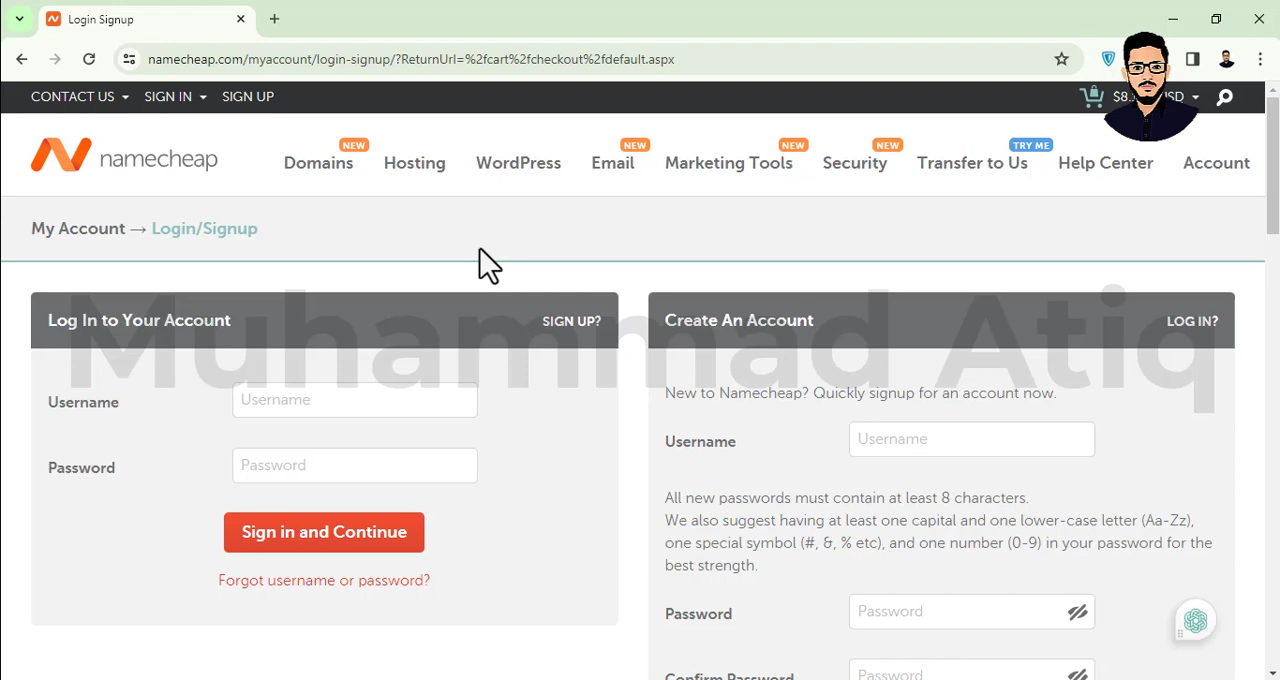 Login Signup
namecheap.com/myaccount/login-signup/?ReturnUrl=%2fcart%2fcheckout%2fdefault.aspx
CONTACT US SIGN IN SIGN UP
NEW NEW NEW NEW TRY ME
namecheap Domains Hosting WordPress Email Marketing Tools Security Transfer to Us Help Center Account
My Account → Login/Signup
Muhammad Atiq
Log In to Your Account SIGN UP?
Username Username
Password Password
Sign in and Continue
Forgot username or password?
Create An Account LOG IN?
New to Namecheap? Quickly signup for an account now.
Username Username
All new passwords must contain at least 8 characters.
We also suggest having at least one capital and one lower-case letter (Aa-Zz),
one special symbol (#, &, % etc), and one number (0-9) in your password for the
best strength.
Password Password
Confirm Password Password